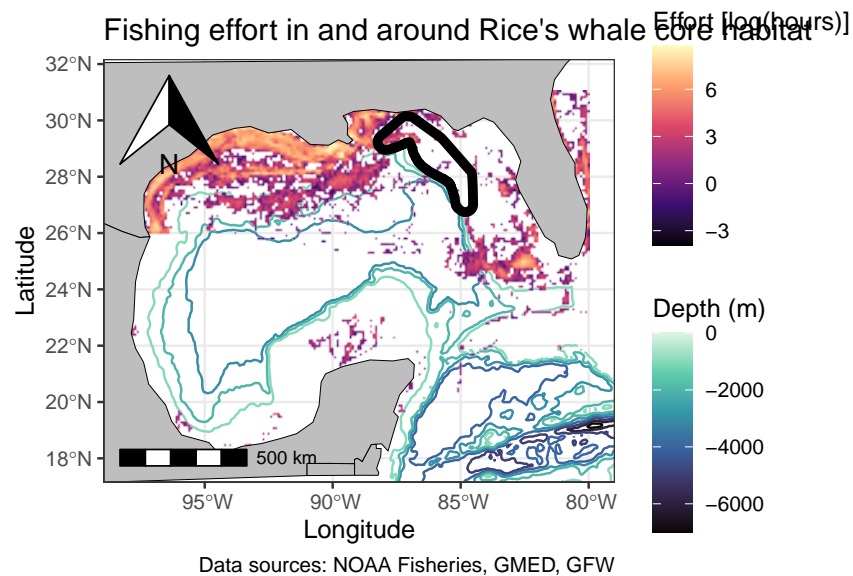 Fishing effort in and around Rice's whale core habitat
Effort [log(hours)]
6
3
0
−3
Depth (m)
0
−2000
−4000
−6000
32°N
30°N
28°N
26°N
24°N
22°N
20°N
18°N
Latitude
N
500 km
95°W
90°W
85°W
80°W
Longitude
Data sources: NOAA Fisheries, GMED, GFW